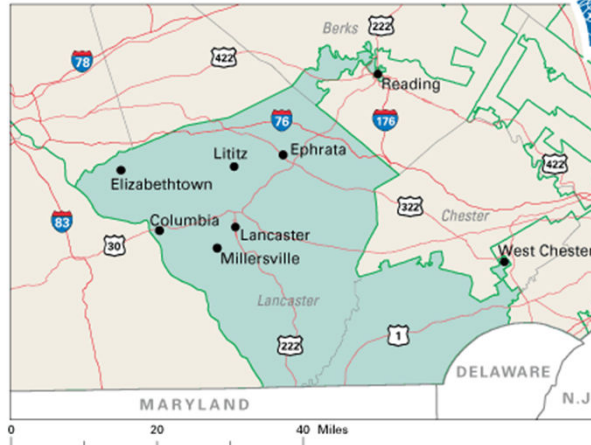 Berks
222
78
422
Reading
76
176
Lititz
Ephrata
422
Elizabethtown
322
Chester
83
30
Columbia
Lancaster
Millersville
West Chester
Lancaster
222
1
DELAWARE
MARYLAND
N.J
0 20 40 Miles